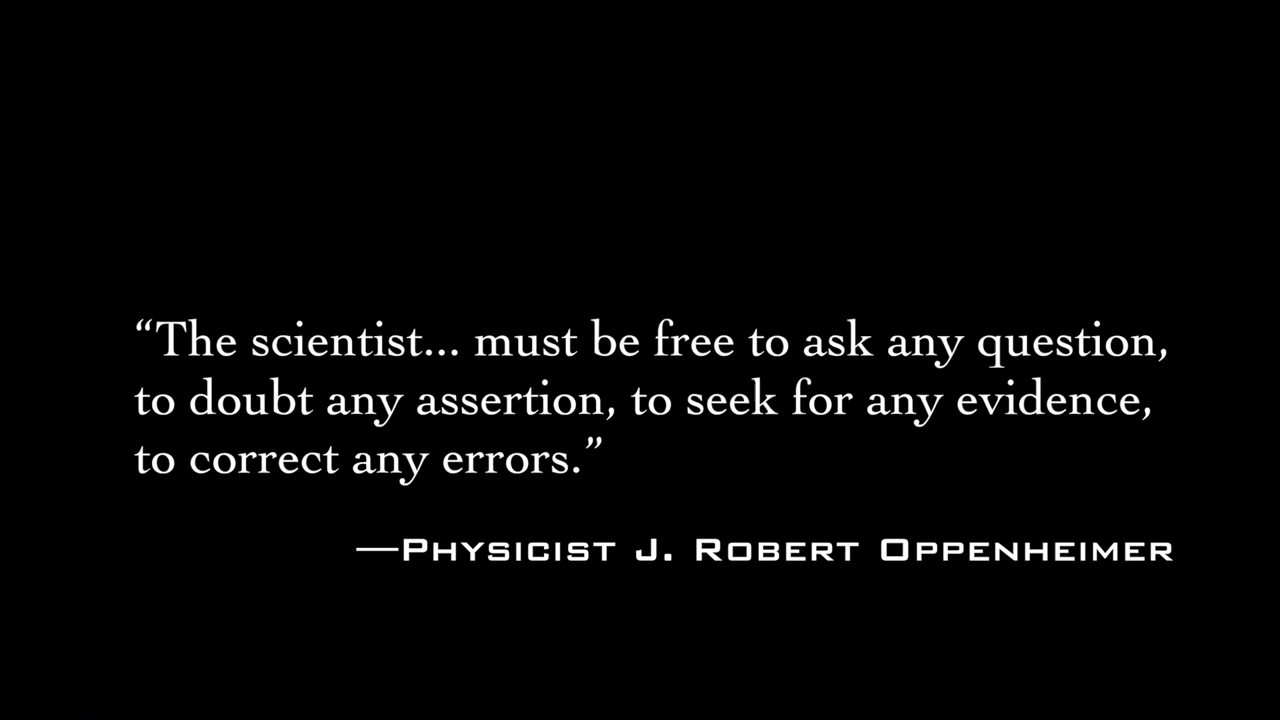 “The scientist... must be free to ask any question,
to doubt any assertion, to seek for any evidence,
to correct any errors.”
—Physicist J. Robert Oppenheimer